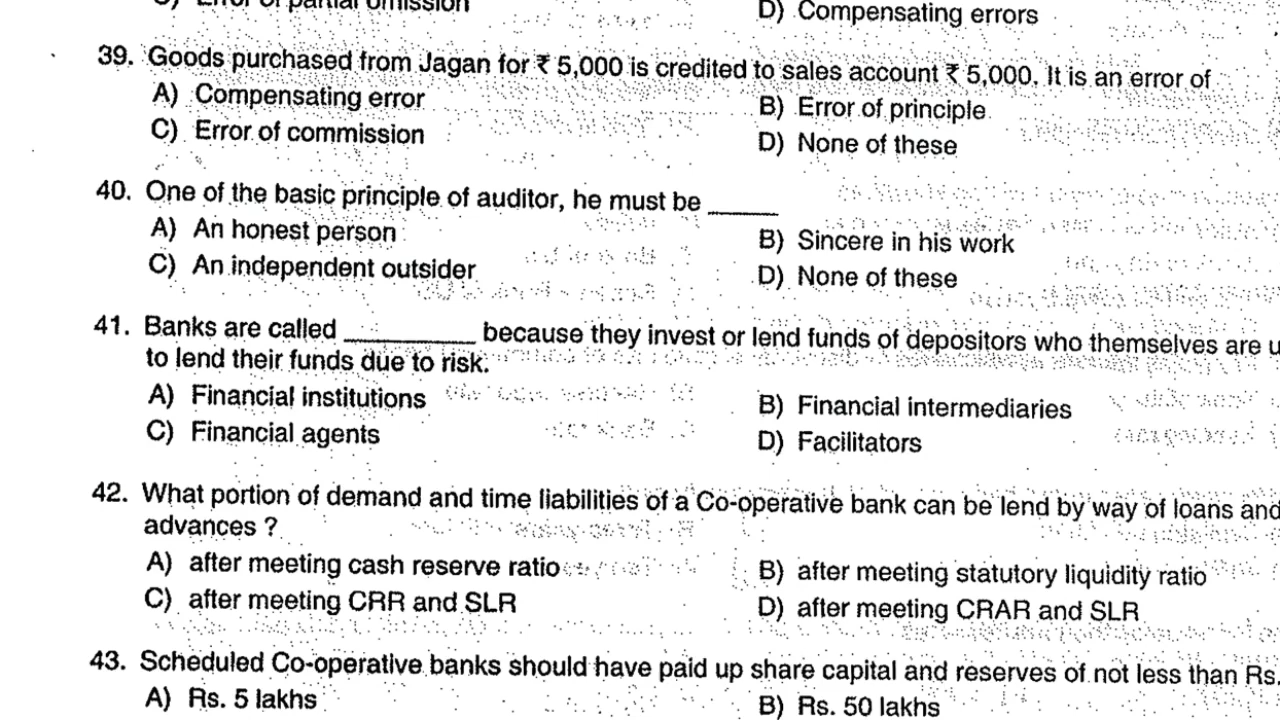 C) Error of partial omission
D) Compensating errors
39. Goods purchased from Jagan for ₹ 5,000 is credited to sales account ₹ 5,000. It is an error of
A) Compensating error
B) Error of principle
C) Error of commission
D) None of these
40. One of the basic principle of auditor, he must be ______
A) An honest person
B) Sincere in his work
C) An independent outsider
D) None of these
41. Banks are called __________ because they invest or lend funds of depositors who themselves are
to lend their funds due to risk.
A) Financial institutions
B) Financial intermediaries
C) Financial agents
D) Facilitators
42. What portion of demand and time liabilities of a Co-operative bank can be lend by way of loans and
advances ?
A) after meeting cash reserve ratio
B) after meeting statutory liquidity ratio
C) after meeting CRR and SLR
D) after meeting CRAR and SLR
43. Scheduled Co-operative banks should have paid up share capital and reserves of not less than Rs.
A) Rs. 5 lakhs
B) Rs. 50 lakhs